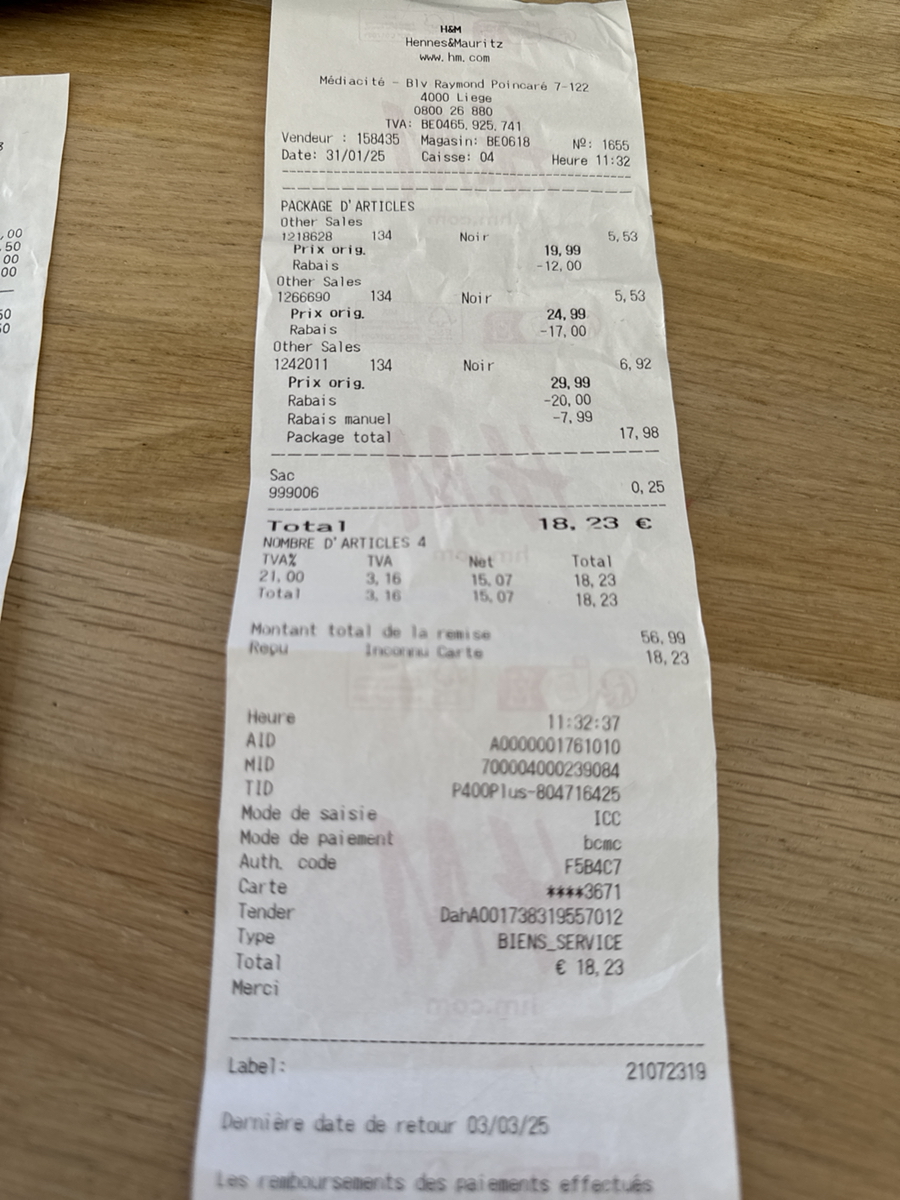 H&M
Hennes&Mauritz
www.hm.com
Médiacité - Blv Raymond Poincaré 7-122
4000 Liege
0800 26 880
TVA: BE0465,925,741
Vendeur : 158435 Magasin: BE0618 Nº: 1655
Date: 31/01/25 Caisse: 04 Heure 11:32
PACKAGE D'ARTICLES
Other Sales
1218628 134 Noir 5,53
Prix orig. 19,99
Rabais -12,00
Other Sales
1266690 134 Noir 5,53
Prix orig. 24,99
Rabais -17,00
Other Sales
1242011 134 Noir 6,92
Prix orig. 29,99
Rabais -20,00
Rabais manuel -7,99
Package total 17,98
Sac
999006 0,25
Total 18,23 €
NOMBRE D'ARTICLES 4
TVA% TVA Net Total
21,00 3,16 15,07 18,23
Total 3,16 15,07 18,23
Montant total de la remise 56,99
Repu Inconnu Carte 18,23
Heure 11:32:37
AID A0000001761010
MID 700004000239084
TID P400Plus-804716425
Mode de saisie ICC
Mode de paiement bcmc
Auth. code F5B4C7
Carte ****3671
Tender DahA001738319557012
Type BIENS_SERVICE
Total € 18,23
Merci
Label: 21072319
Dernière date de retour 03/03/25
Les remboursements des paiements effectués